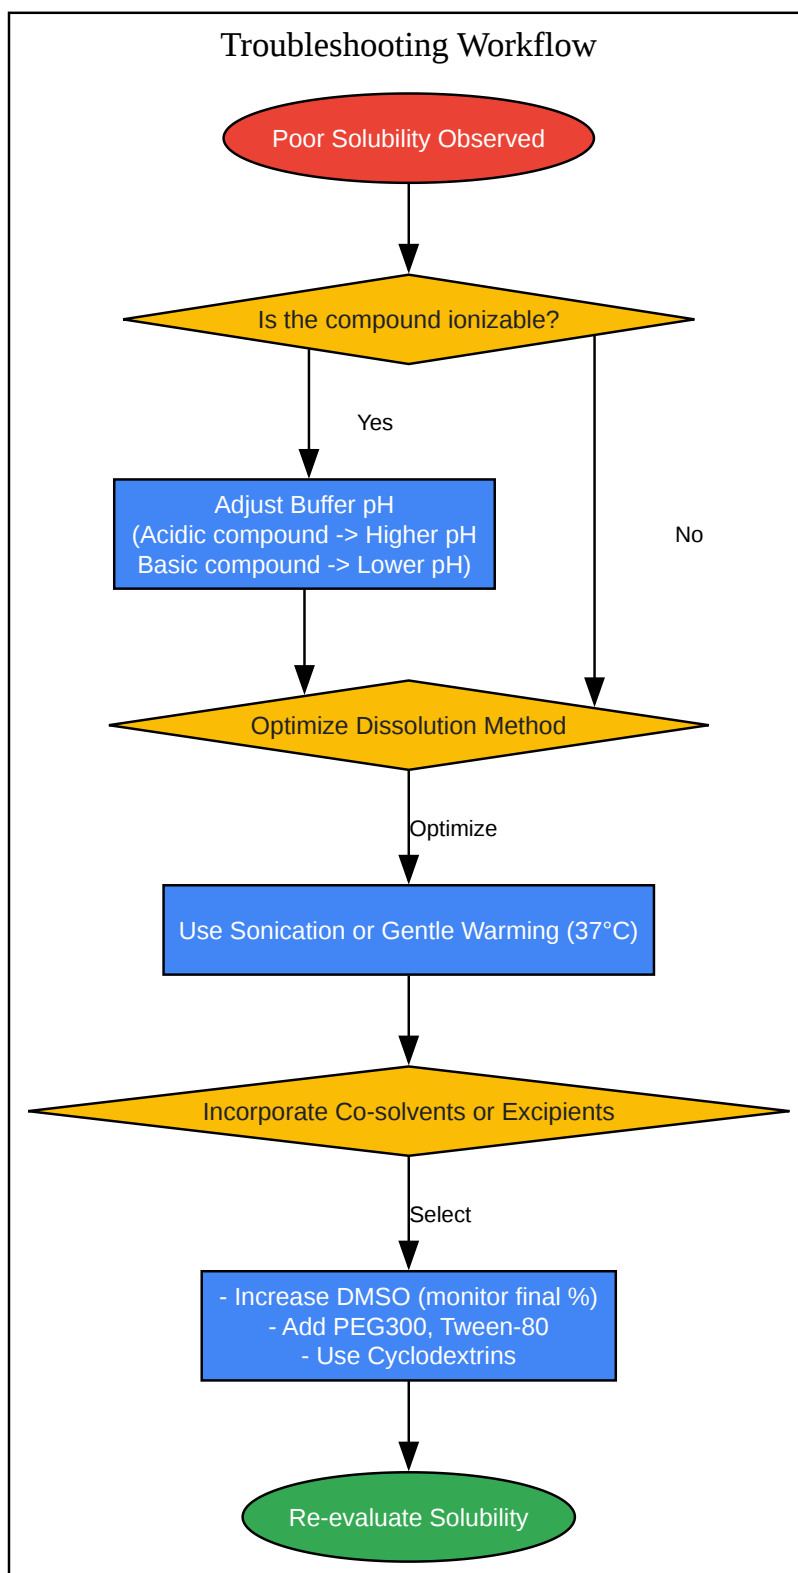 Troubleshooting Workflow
Poor Solubility Observed
Is the compound ionizable?
Yes
Adjust Buffer pH
(Acidic compound -> Higher pH
Basic compound -> Lower pH)
No
Optimize Dissolution Method
Optimize
Use Sonication or Gentle Warming (37°C)
Incorporate Co-solvents or Excipients
Select
- Increase DMSO (monitor final %)
- Add PEG300, Tween-80
- Use Cyclodextrins
Re-evaluate Solubility